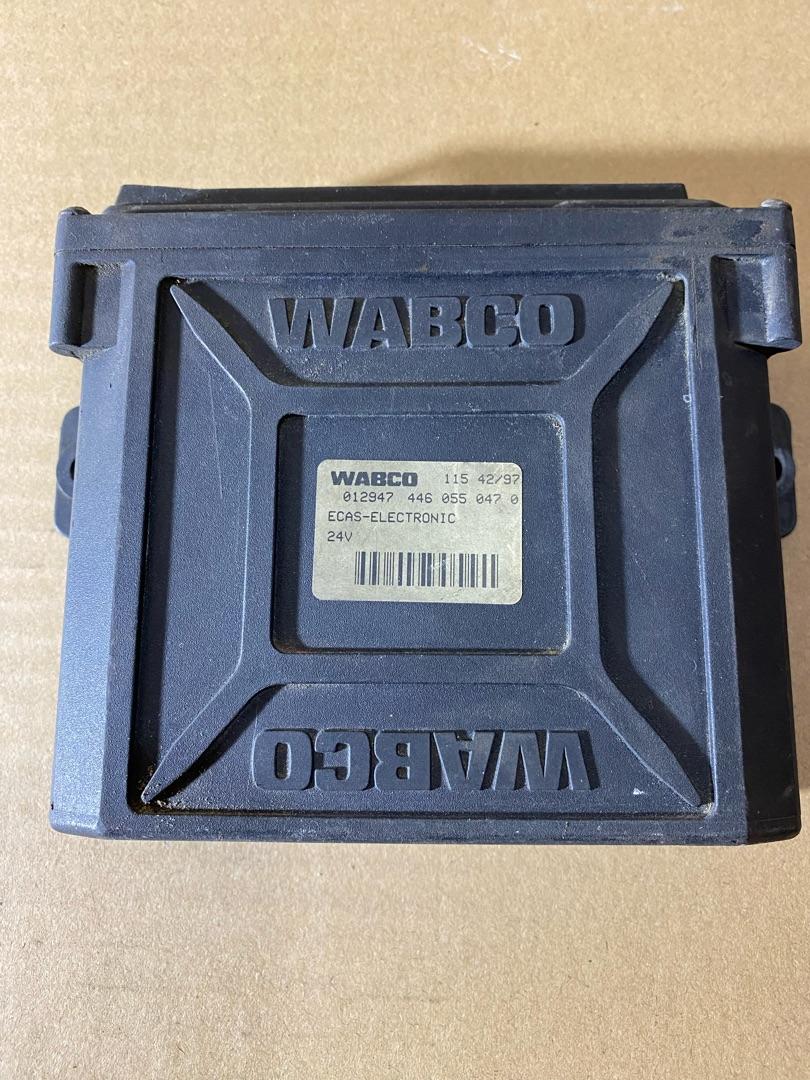 WABCO
WABCO 115 42/97
012947 446 055 047 0
ECAS-ELECTRONIC
24V
WABCO